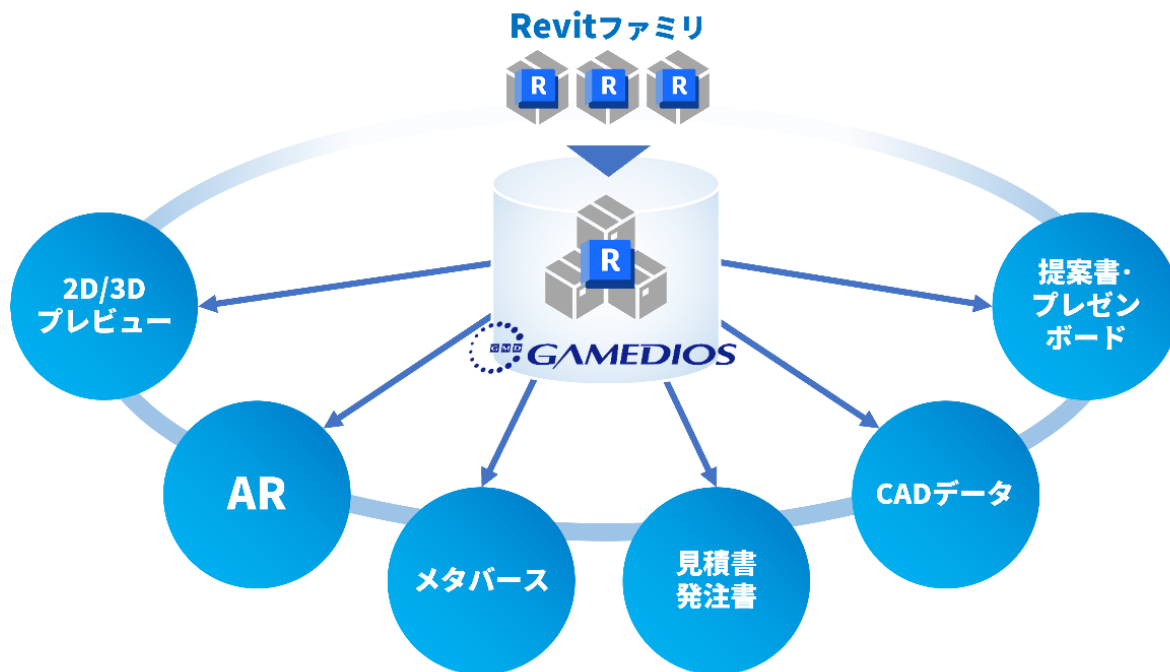 Revitファミリ
R
R
R
R
GMD
GAMEDIOS
2D/3D
プレビュー
AR
メタバース
見積書
発注書
CADデータ
提案書・
プレゼン
ボード